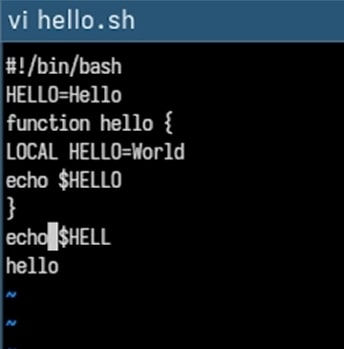 vi hello.sh
#!/bin/bash
HELLO=Hello
function hello {
LOCAL HELLO=World
echo $HELLO
}
echo $HELL
hello
~
~